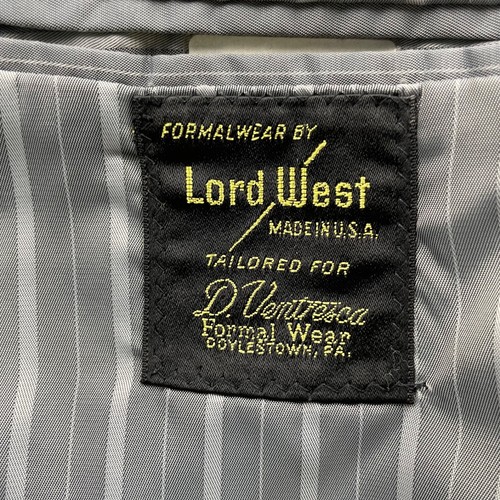 FORMALWEAR BY
Lord West
MADE IN U.S.A.
TAILORED FOR
D. Ventresca
Formal Wear
DOYLESTOWN, PA.